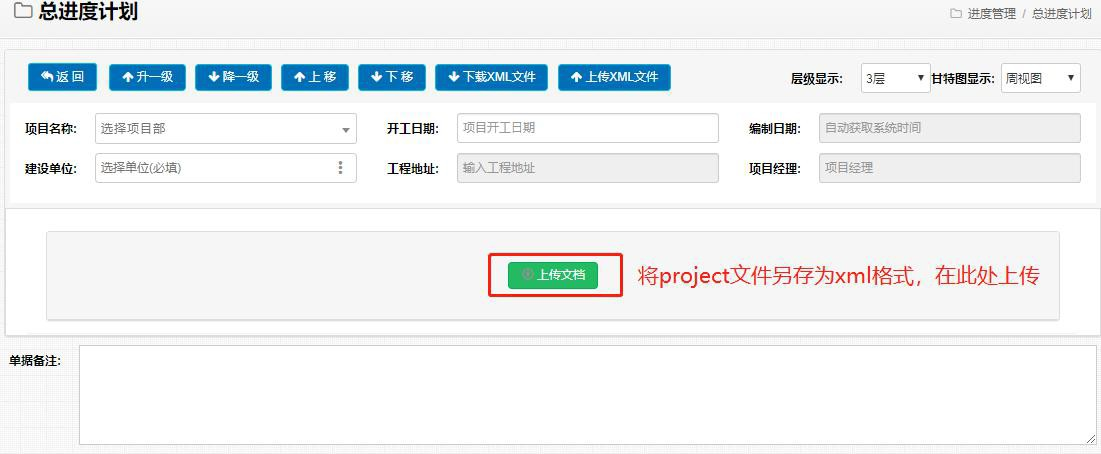 总进度计划
进度管理 / 总进度计划
返 回 升一级 降一级 上 移 下 移 下载XML文件 上传XML文件 层级显示: 3层 甘特图显示: 周视图
项目名称: 选择项目部 开工日期: 项目开工日期 编制日期: 自动获取系统时间
建设单位: 选择单位(必填) 工程地址: 输入工程地址 项目经理: 项目经理
上传文档 将project文件另存为xml格式，在此处上传
单据备注: